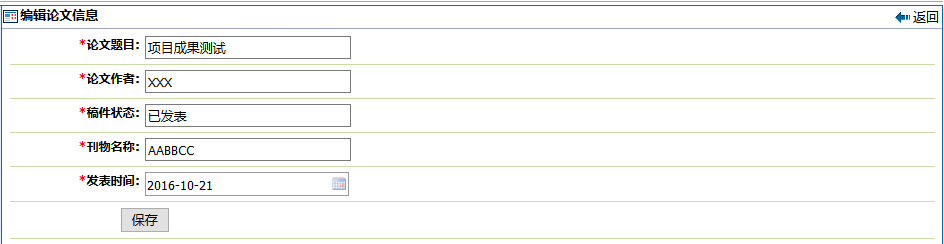 编辑论文信息 返回
*论文题目: 项目成果测试
*论文作者: XXX
*稿件状态: 已发表
*刊物名称: AABBCC
*发表时间: 2016-10-21
保存